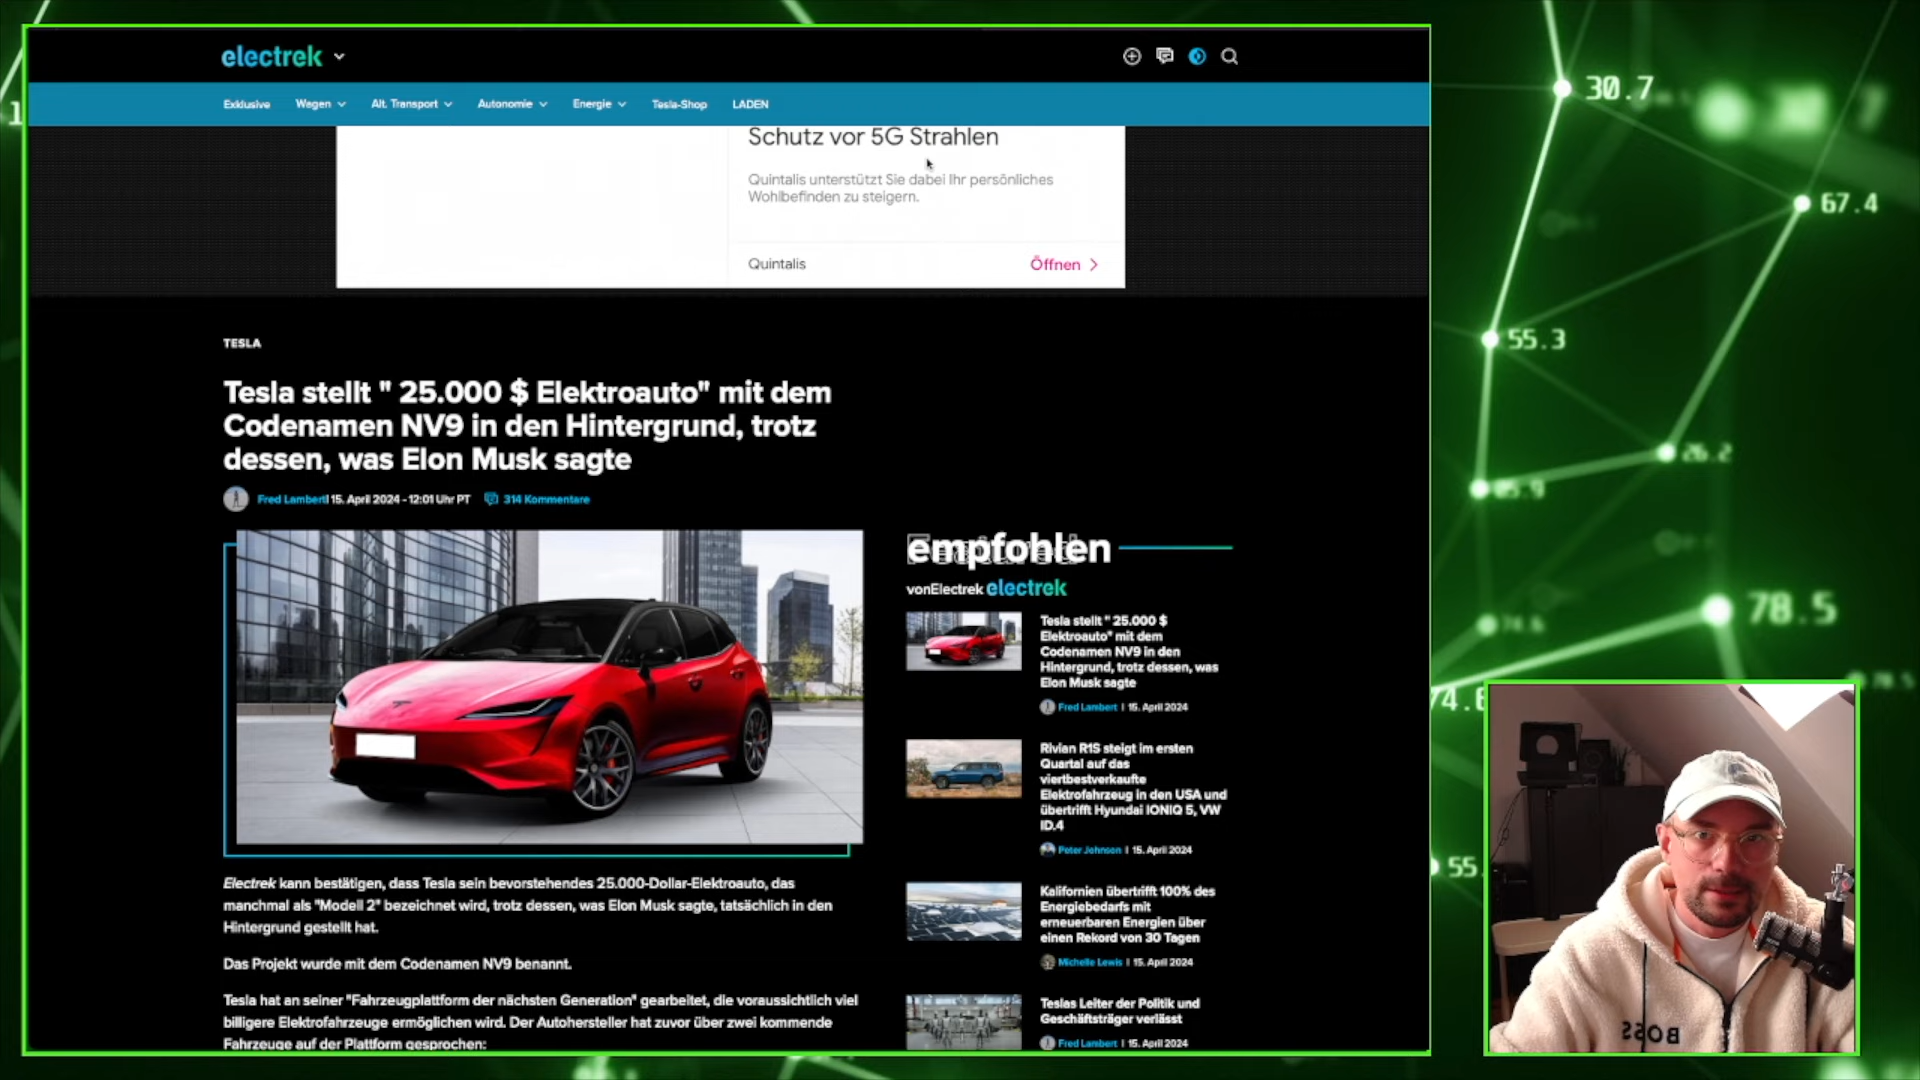 electrek
Exklusive Wagen Alt. Transport Autonomie Energie Tesla-Shop LADEN
Schutz vor 5G Strahlen
Quintalis unterstützt Sie dabei Ihr persönliches
Wohlbefinden zu steigern.
Quintalis Öffnen
TESLA
Tesla stellt " 25.000 $ Elektroauto" mit dem
Codenamen NV9 in den Hintergrund, trotz
dessen, was Elon Musk sagte
Fred Lambert| 15. April 2024 - 12:01 Uhr PT 314 Kommentare
Electrek kann bestätigen, dass Tesla sein bevorstehendes 25.000-Dollar-Elektroauto, das
manchmal als "Modell 2" bezeichnet wird, trotz dessen, was Elon Musk sagte, tatsächlich in den
Hintergrund gestellt hat.
Das Projekt wurde mit dem Codenamen NV9 benannt.
Tesla hat an seiner "Fahrzeugplattform der nächsten Generation" gearbeitet, die voraussichtlich viel
billigere Elektrofahrzeuge ermöglichen wird. Der Autohersteller hat zuvor über zwei kommende
Fahrzeuge auf der Plattform gesprochen:
empfohlen
vonElectrek electrek
Tesla stellt " 25.000 $
Elektroauto" mit dem
Codenamen NV9 in den
Hintergrund, trotz dessen, was
Elon Musk sagte
Fred Lambert | 15. April 2024
Rivian R1S steigt im ersten
Quartal auf das
viertbestverkaufte
Elektrofahrzeug in den USA und
übertrifft Hyundai IONIQ 5, VW
ID.4
Peter Johnson | 15. April 2024
Kalifornien übertrifft 100% des
Energiebedarfs mit
erneuerbaren Energien über
einen Rekord von 30 Tagen
Michelle Lewis | 15. April 2024
Teslas Leiter der Politik und
Geschäftsträger verlässt
Fred Lambert | 15. April 2024
30.7
67.4
55.3
26.2
78.5
74.6
55.
BOSS